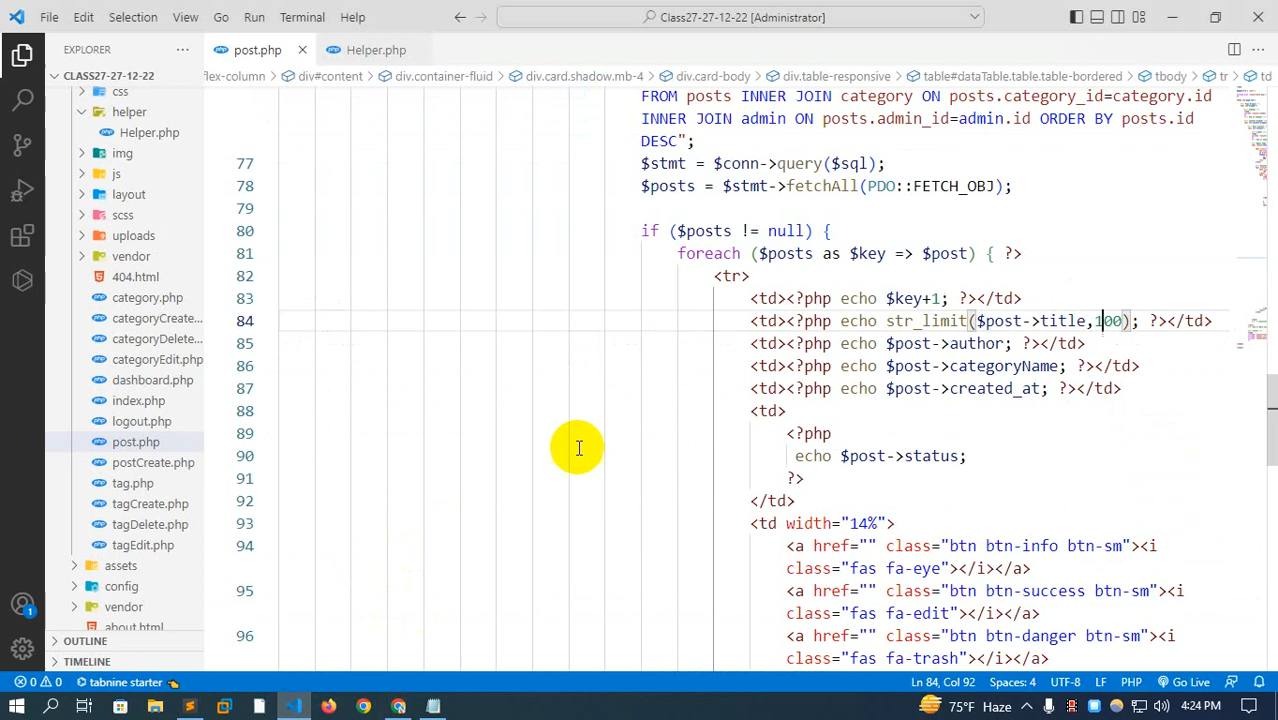 File Edit Selection View Go Run Terminal Help
Class27-27-12-22 [Administrator]
EXPLORER
post.php
Helper.php
CLASS27-27-12-22
flex-column > div#content > div.container-fluid > div.card.shadow.mb-4 > div.card-body > div.table-responsive > table#dataTable.table.table-bordered > tbody > tr > td
css
helper
Helper.php
img
js
layout
scss
uploads
vendor
404.html
category.php
categoryCreate...
categoryDelete...
categoryEdit.php
dashboard.php
index.php
logout.php
post.php
postCreate.php
tag.php
tagCreate.php
tagDelete.php
tagEdit.php
assets
config
vendor
about.html
OUTLINE
TIMELINE
FROM posts INNER JOIN category ON posts.category_id=category.id
INNER JOIN admin ON posts.admin_id=admin.id ORDER BY posts.id
DESC";
77 $stmt = $conn->query($sql);
78 $posts = $stmt->fetchAll(PDO::FETCH_OBJ);
79
80 if ($posts != null) {
81 foreach ($posts as $key => $post) { ?>
82 <tr>
83 <td><?php echo $key+1; ?></td>
84 <td><?php echo str_limit($post->title,100); ?></td>
85 <td><?php echo $post->author; ?></td>
86 <td><?php echo $post->categoryName; ?></td>
87 <td><?php echo $post->created_at; ?></td>
88 <td>
89 <?php
90 echo $post->status;
91 ?>
92 </td>
93 <td width="14%">
94 <a href="" class="btn btn-info btn-sm"><i
class="fas fa-eye"></i></a>
95 <a href="" class="btn btn-success btn-sm"><i
class="fas fa-edit"></i></a>
96 <a href="" class="btn btn-danger btn-sm"><i
class="fas fa-trash"></i></a>
0 0 tabnine starter
Ln 84, Col 92 Spaces: 4 UTF-8 LF PHP Go Live
1
75°F Haze 4:24 PM